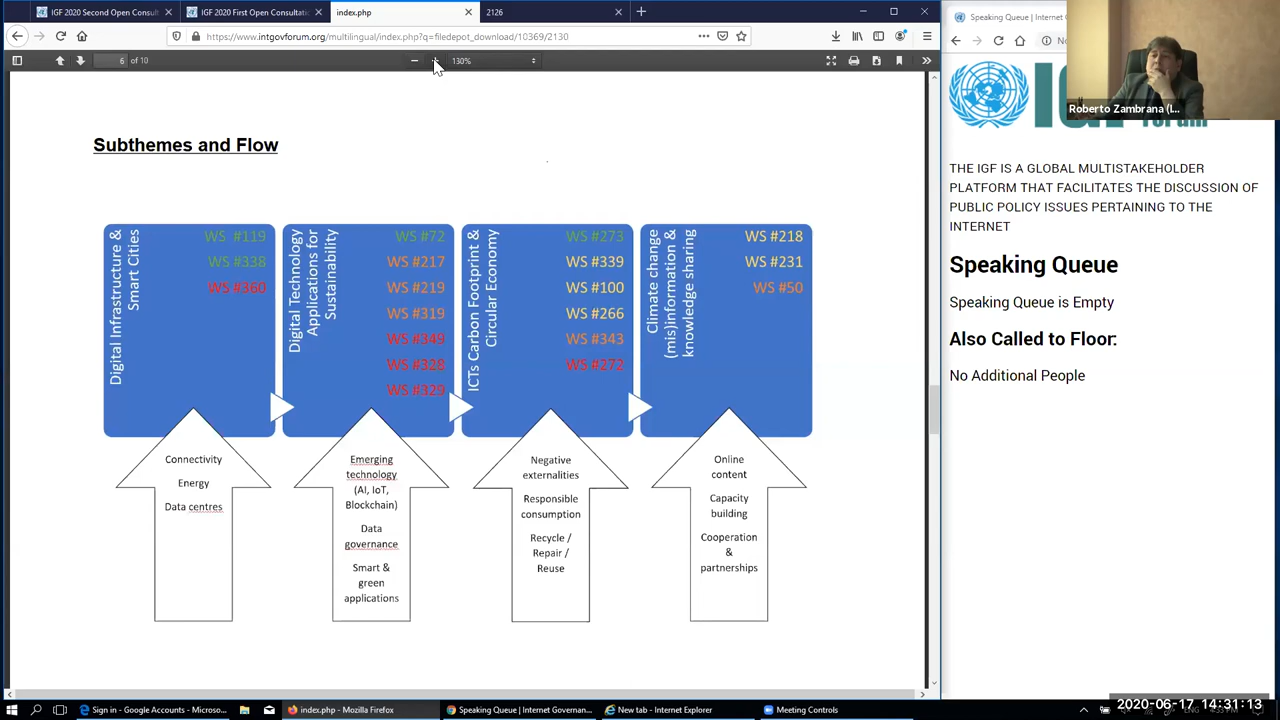 IGF 2020 Second Open Consult
IGF 2020 First Open Consultatio
index.php
2126
https://www.intgovforum.org/multilingual/index.php?q=filedepot_download/10369/2130
6 of 10
130%
Subthemes and Flow
Digital Infrastructure &
Smart Cities
WS #119
WS #338
WS #360
Digital Technology
Applications for
Sustainability
WS #72
WS #217
WS #219
WS #319
WS #349
WS #328
WS #329
ICTs Carbon Footprint &
Circular Economy
WS #273
WS #339
WS #100
WS #266
WS #343
WS #272
Climate change
(mis)information &
knowledge sharing
WS #218
WS #231
WS #50
Connectivity
Energy
Data centres
Emerging
technology
(AI, IoT,
Blockchain)
Data
governance
Smart &
green
applications
Negative
externalities
Responsible
consumption
Recycle /
Repair /
Reuse
Online
content
Capacity
building
Cooperation
&
partnerships
Speaking Queue | Internet G
Roberto Zambrana (I...
THE IGF IS A GLOBAL MULTISTAKEHOLDER
PLATFORM THAT FACILITATES THE DISCUSSION OF
PUBLIC POLICY ISSUES PERTAINING TO THE
INTERNET
Speaking Queue
Speaking Queue is Empty
Also Called to Floor:
No Additional People
Sign in - Google Accounts - Microso...
index.php - Mozilla Firefox
Speaking Queue | Internet Governan...
New tab - Internet Explorer
Meeting Controls
2020-06-17 14:31:13